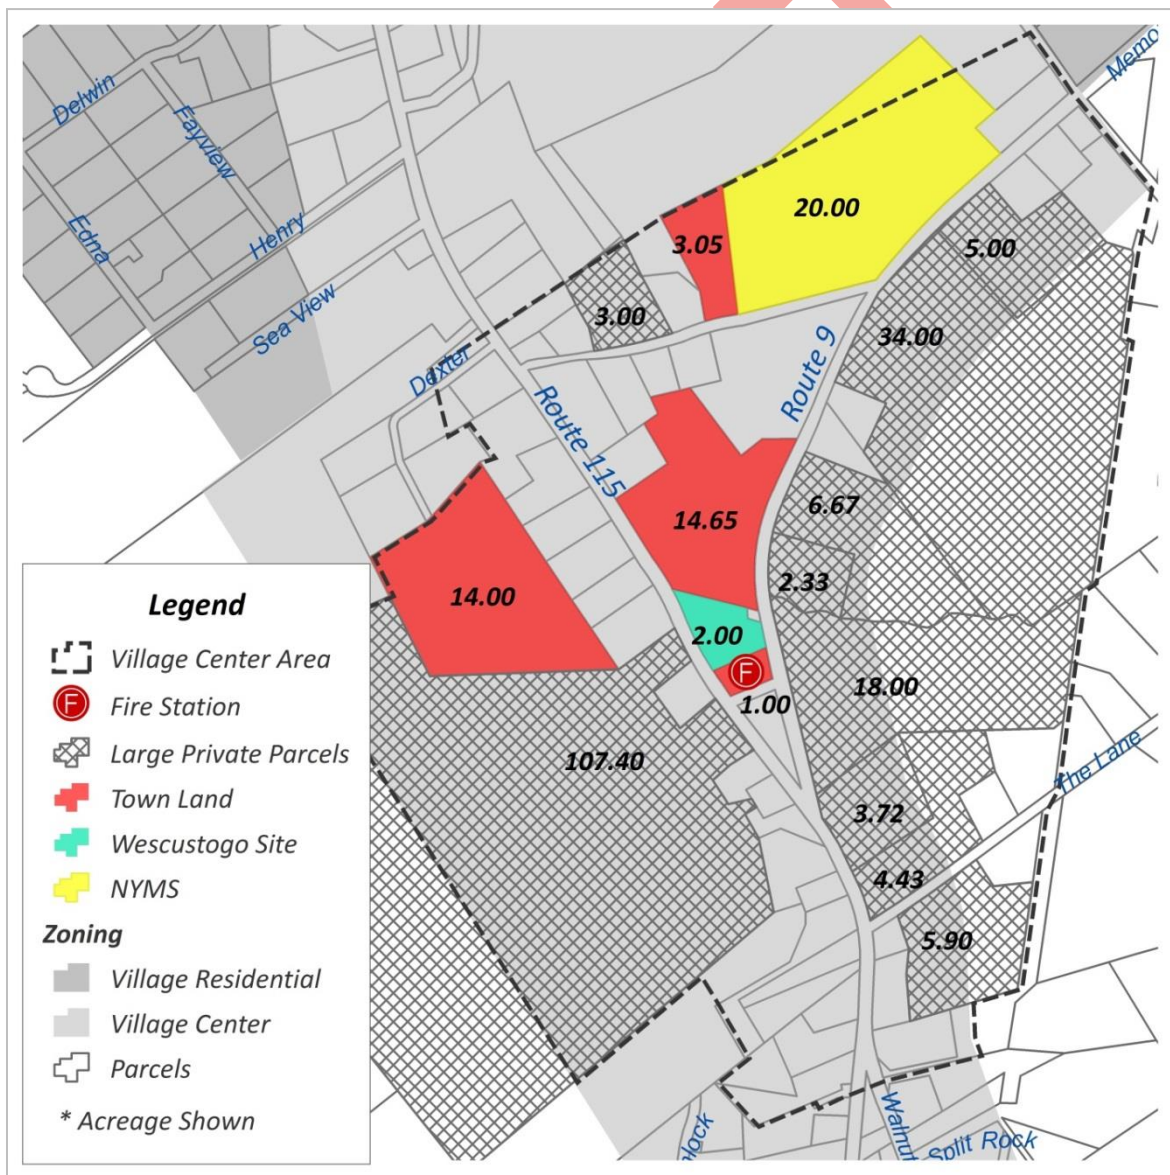 Memo
Delwin
Fayview
20.00
Edna
Henry
3.05
5.00
Sea View
3.00
34.00
Dexter
Route 9
Route 115
6.67
14.65
2.33
14.00
2.00
F
18.00
1.00
107.40
The Lane
3.72
4.43
5.90
Walnut
Split Rock
lock
Legend
Village Center Area
F Fire Station
Large Private Parcels
Town Land
Wescustogo Site
NYMS
Zoning
Village Residential
Village Center
Parcels
* Acreage Shown